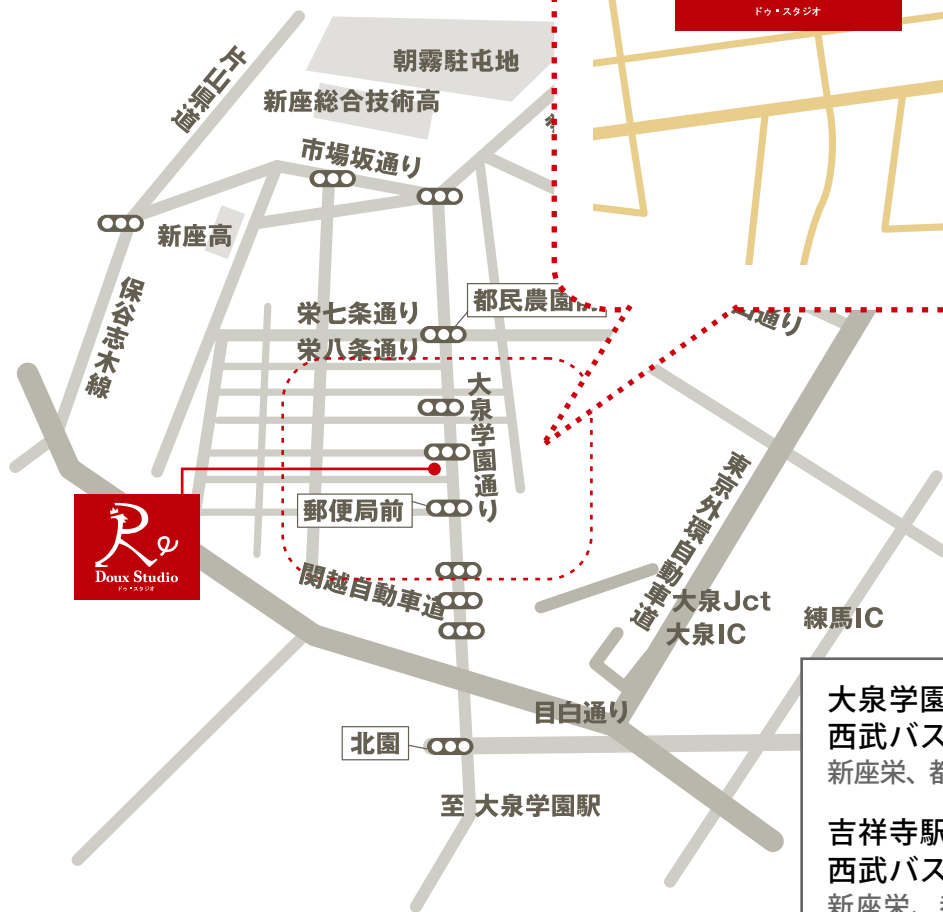 ドゥ・スタジオ
片山県道
朝霧駐屯地
新座総合技術高
市場坂通り
新座高
保谷志木線
栄七条通り
都民農園
栄八条通り
大泉学園通り
東京外環自動車道
郵便局前
Doux Studio
ドゥ・スタジオ
関越自動車道
大泉Jct
大泉IC
練馬IC
目白通り
北園
至 大泉学園駅
大泉学園
西武バス
新座栄、都
吉祥寺駅
西武バス
新座栄、